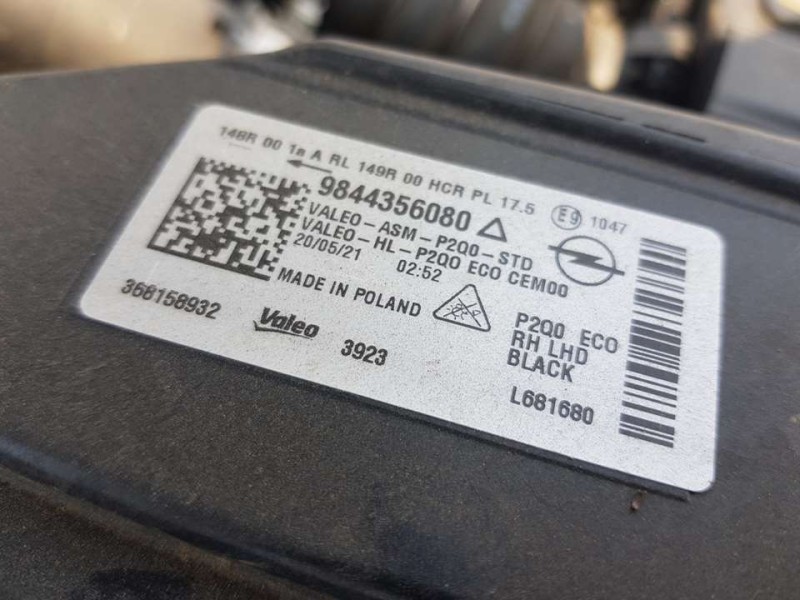 148R 00 1a A RL 149R 00 HCR PL 17.5
E9 1047
9844356080
VALEO-ASM-P2Q0-STD
VALEO-HL-P2Q0 ECO CEM00
20/05/21 02:52
MADE IN POLAND
368158932
Valeo
3923
P2Q0 ECO
RH LHD
BLACK
L681680